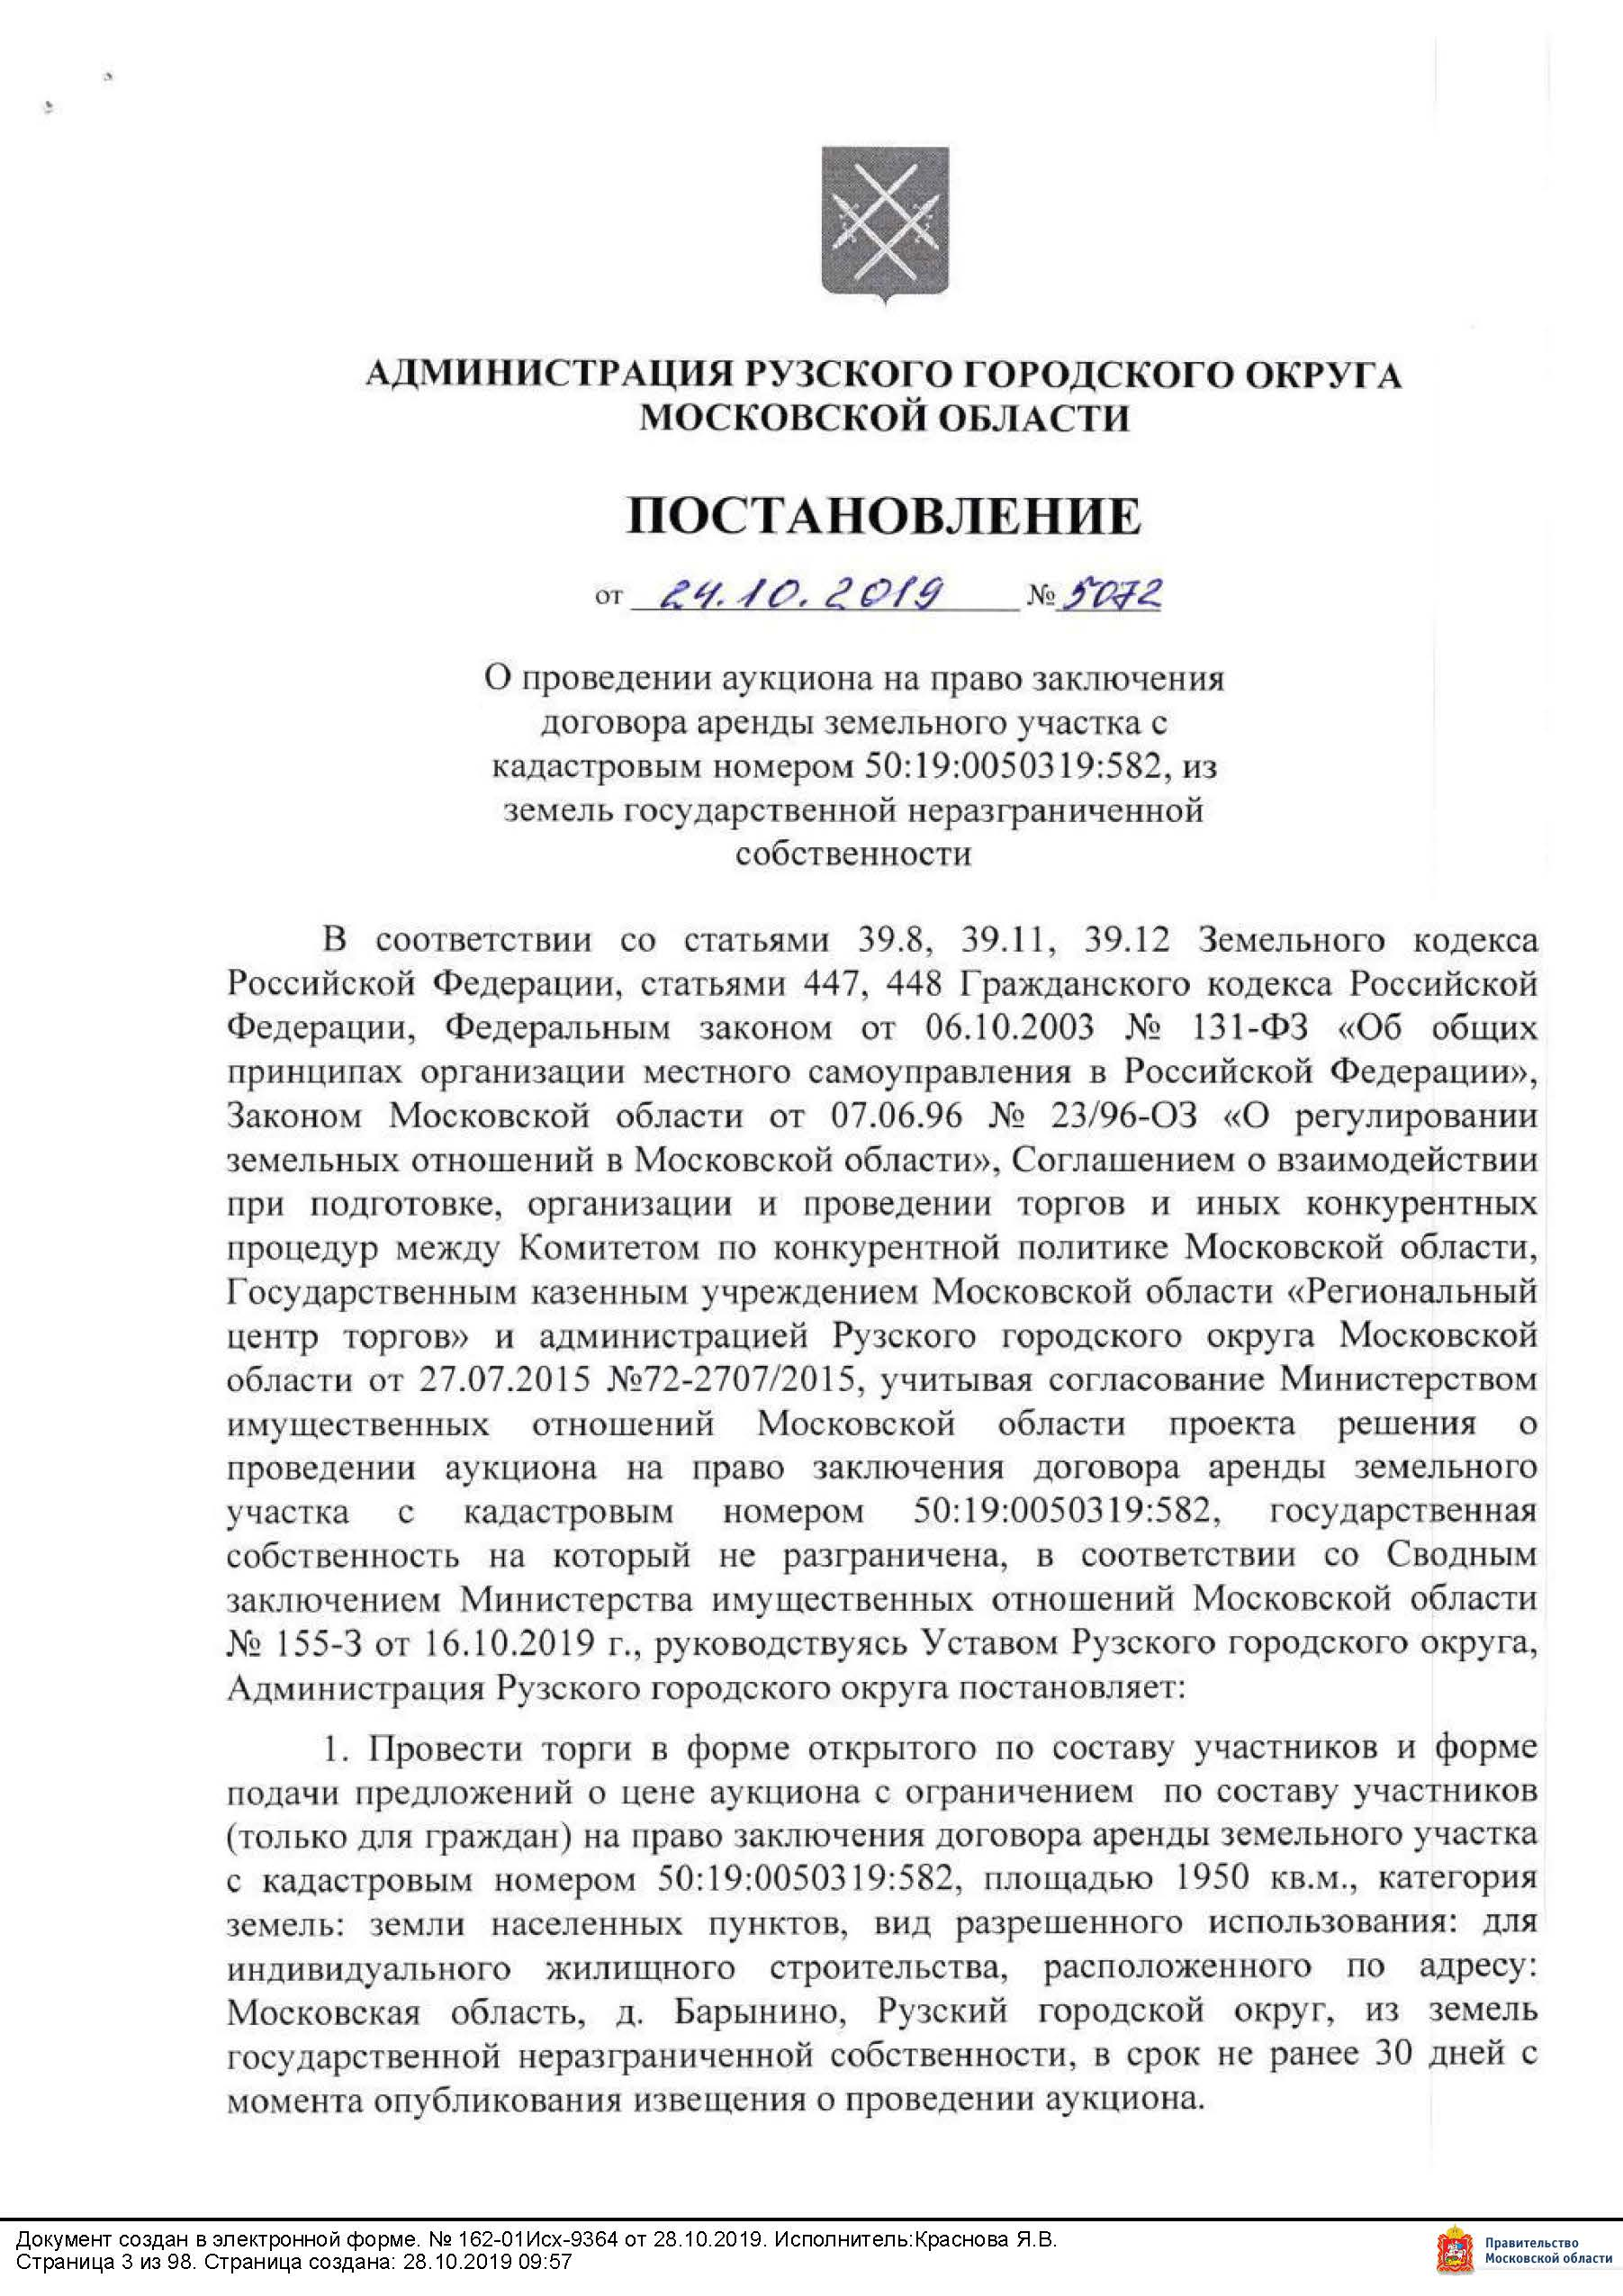 АДМИНИСТРАЦИЯ РУЗСКОГО ГОРОДСКОГО ОКРУГА
МОСКОВСКОЙ ОБЛАСТИ
ПОСТАНОВЛЕНИЕ
от 24.10.2019 № 5072
О проведении аукциона на право заключения
договора аренды земельного участка с
кадастровым номером 50:19:0050319:582, из
земель государственной неразграниченной
собственности
В соответствии со статьями 39.8, 39.11, 39.12 Земельного кодекса
Российской Федерации, статьями 447, 448 Гражданского кодекса Российской
Федерации, Федеральным законом от 06.10.2003 № 131-ФЗ «Об общих
принципах организации местного самоуправления в Российской Федерации»,
Законом Московской области от 07.06.96 № 23/96-ОЗ «О регулировании
земельных отношений в Московской области», Соглашением о взаимодействии
при подготовке, организации и проведении торгов и иных конкурентных
процедур между Комитетом по конкурентной политике Московской области,
Государственным казенным учреждением Московской области «Региональный
центр торгов» и администрацией Рузского городского округа Московской
области от 27.07.2015 №72-2707/2015, учитывая согласование Министерством
имущественных отношений Московской области проекта решения о
проведении аукциона на право заключения договора аренды земельного
участка с кадастровым номером 50:19:0050319:582, государственная
собственность на который не разграничена, в соответствии со Сводным
заключением Министерства имущественных отношений Московской области
№ 155-З от 16.10.2019 г., руководствуясь Уставом Рузского городского округа,
Администрация Рузского городского округа постановляет:
1. Провести торги в форме открытого по составу участников и форме
подачи предложений о цене аукциона с ограничением по составу участников
(только для граждан) на право заключения договора аренды земельного участка
с кадастровым номером 50:19:0050319:582, площадью 1950 кв.м., категория
земель: земли населенных пунктов, вид разрешенного использования: для
индивидуального жилищного строительства, расположенного по адресу:
Московская область, д. Барынино, Рузский городской округ, из земель
государственной неразграниченной собственности, в срок не ранее 30 дней с
момента опубликования извещения о проведении аукциона.
Документ создан в электронной форме. № 162-01Исх-9364 от 28.10.2019. Исполнитель:Краснова Я.В.
Страница 3 из 98. Страница создана: 28.10.2019 09:57
Правительство
Московской области